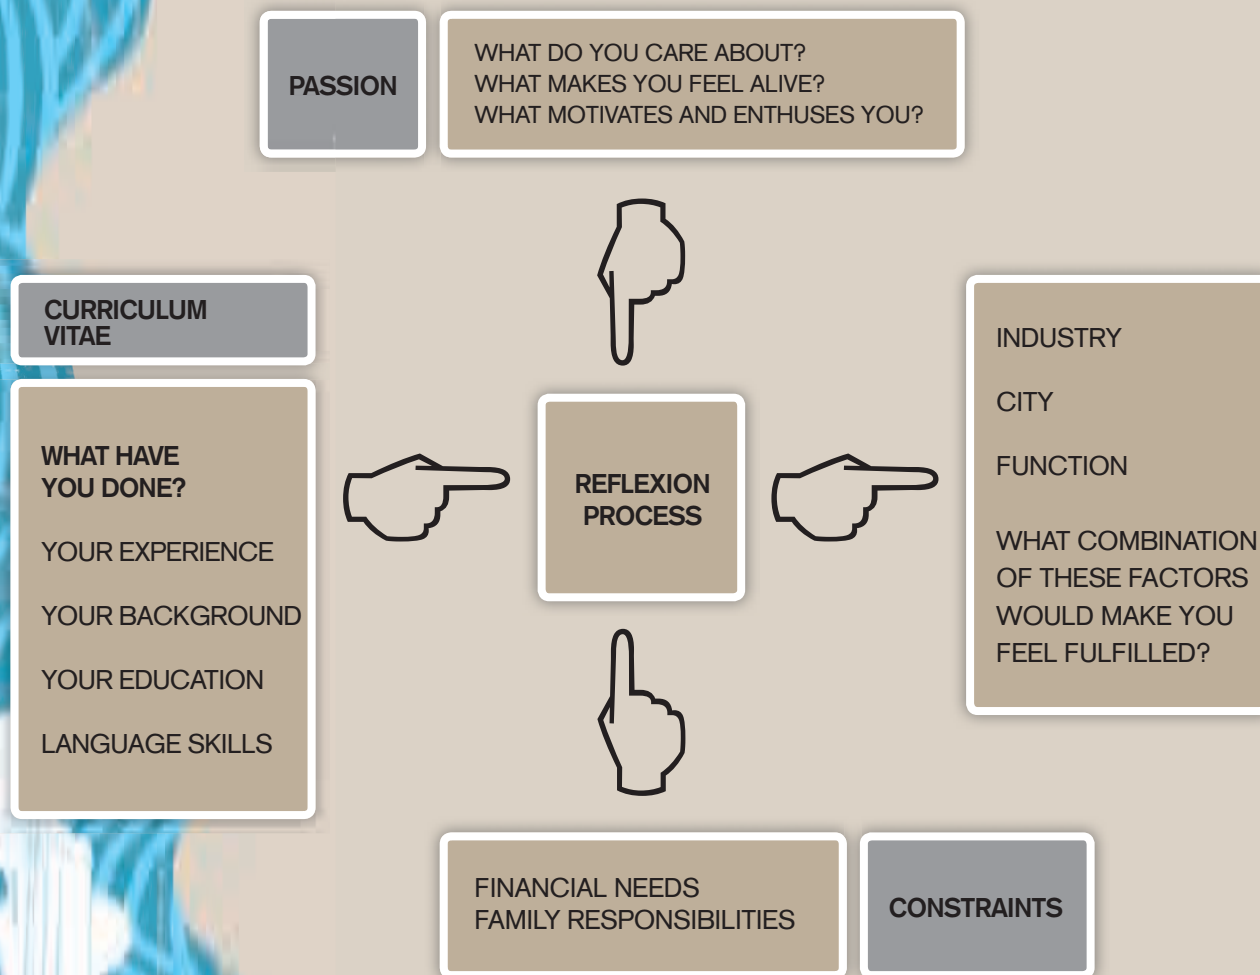 PASSION
WHAT DO YOU CARE ABOUT?
WHAT MAKES YOU FEEL ALIVE?
WHAT MOTIVATES AND ENTHUSES YOU?
CURRICULUM
VITAE
WHAT HAVE
YOU DONE?
YOUR EXPERIENCE
YOUR BACKGROUND
YOUR EDUCATION
LANGUAGE SKILLS
REFLEXION
PROCESS
INDUSTRY
CITY
FUNCTION
WHAT COMBINATION
OF THESE FACTORS
WOULD MAKE YOU
FEEL FULFILLED?
FINANCIAL NEEDS
FAMILY RESPONSIBILITIES
CONSTRAINTS